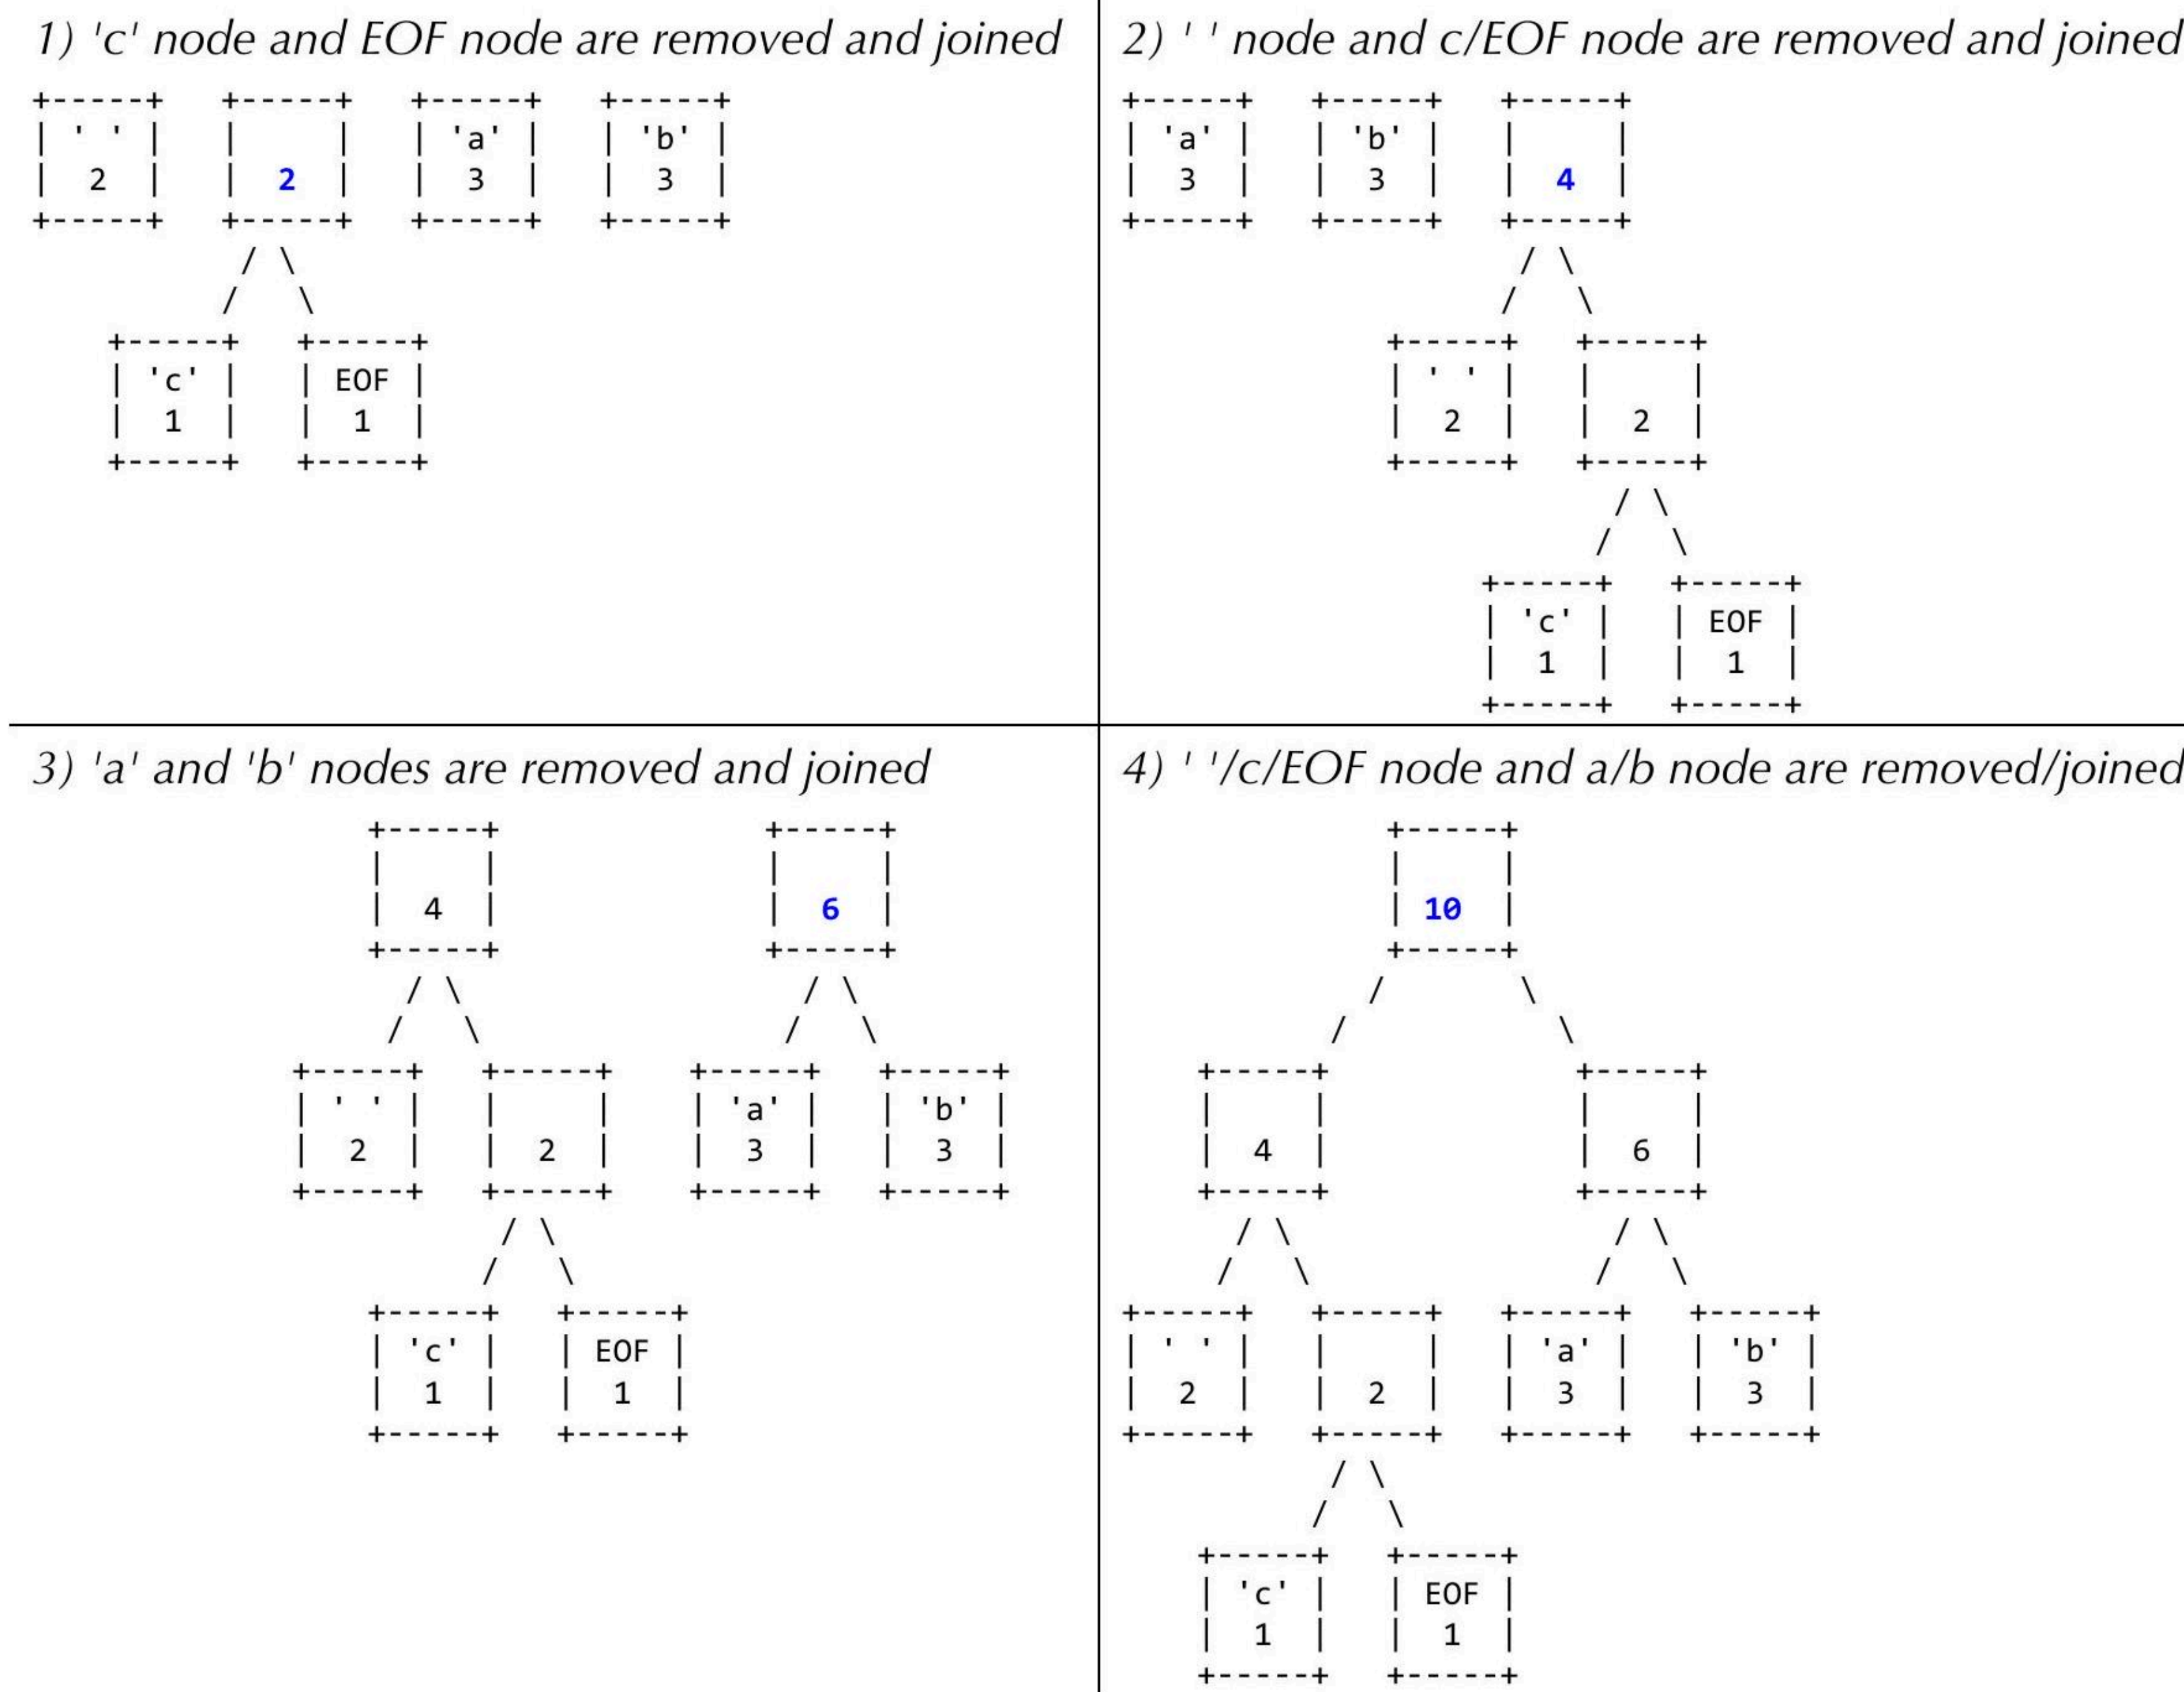 1) 'c' node and EOF node are removed and joined
+-----+   +-----+   +-----+   +-----+
| ' ' |   |     |   | 'a' |   | 'b' |
|  2  |   |  2  |   |  3  |   |  3  |
+-----+   +-----+   +-----+   +-----+
           / \
          /   \
    +-----+   +-----+
    | 'c' |   | EOF |
    |  1  |   |  1  |
    +-----+   +-----+
2) ' ' node and c/EOF node are removed and joined
+-----+   +-----+   +-----+
| 'a' |   | 'b' |   |     |
|  3  |   |  3  |   |  4  |
+-----+   +-----+   +-----+
                     / \
                    /   \
              +-----+   +-----+
              | ' ' |   |     |
              |  2  |   |  2  |
              +-----+   +-----+
                          / \
                         /   \
                   +-----+   +-----+
                   | 'c' |   | EOF |
                   |  1  |   |  1  |
                   +-----+   +-----+
3) 'a' and 'b' nodes are removed and joined
    +-----+              +-----+
    |     |              |     |
    |  4  |              |  6  |
    +-----+              +-----+
      / \                  / \
     /   \                /   \
+-----+   +-----+    +-----+   +-----+
| ' ' |   |     |    | 'a' |   | 'b' |
|  2  |   |  2  |    |  3  |   |  3  |
+-----+   +-----+    +-----+   +-----+
           / \
          /   \
    +-----+   +-----+
    | 'c' |   | EOF |
    |  1  |   |  1  |
    +-----+   +-----+
4) ' '/c/EOF node and a/b node are removed/joined
              +-----+
              |     |
              | 10  |
              +-----+
             /       \
           /           \
    +-----+             +-----+
    |     |             |     |
    |  4  |             |  6  |
    +-----+             +-----+
      / \                 / \
     /   \               /   \
+-----+   +-----+   +-----+   +-----+
| ' ' |   |     |   | 'a' |   | 'b' |
|  2  |   |  2  |   |  3  |   |  3  |
+-----+   +-----+   +-----+   +-----+
           / \
          /   \
    +-----+   +-----+
    | 'c' |   | EOF |
    |  1  |   |  1  |
    +-----+   +-----+